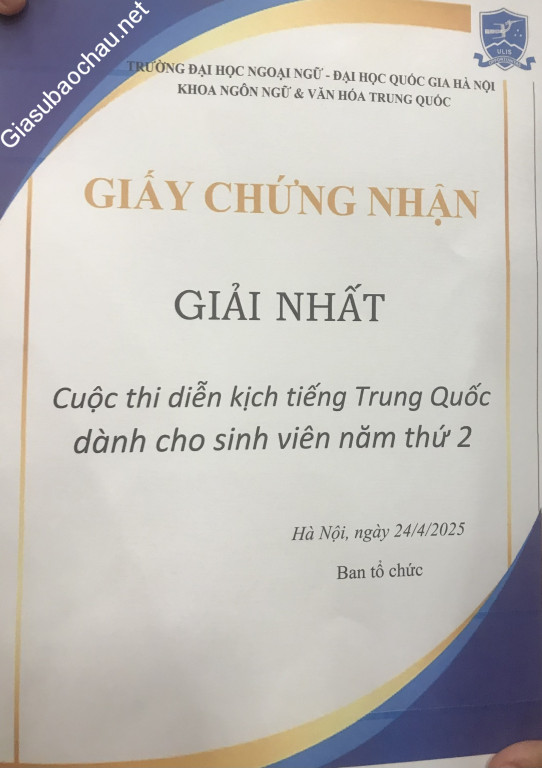 Giasubaochau.net
ULIS
TRƯỜNG ĐẠI HỌC NGOẠI NGỮ - ĐẠI HỌC QUỐC GIA HÀ NỘI
KHOA NGÔN NGỮ & VĂN HÓA TRUNG QUỐC
GIẤY CHỨNG NHẬN
GIẢI NHẤT
Cuộc thi diễn kịch tiếng Trung Quốc
dành cho sinh viên năm thứ 2
Hà Nội, ngày 24/4/2025
Ban tổ chức